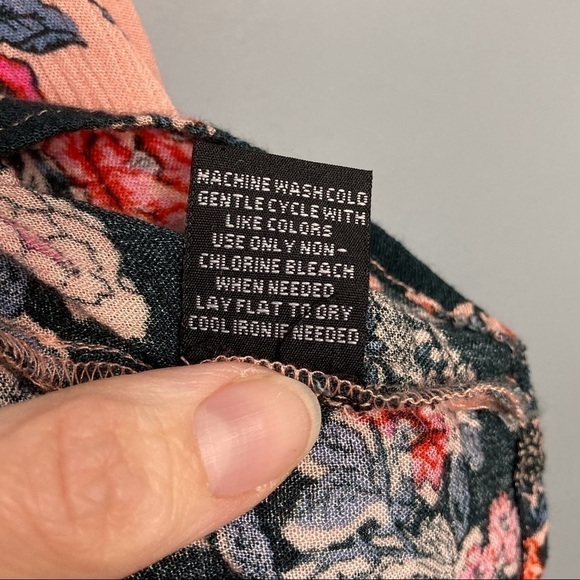 MACHINE WASH COLD
GENTLE CYCLE WITH
LIKE COLORS
USE ONLY NON-
CHLORINE BLEACH
WHEN NEEDED
LAY FLAT TO DRY
COOL IRON IF NEEDED